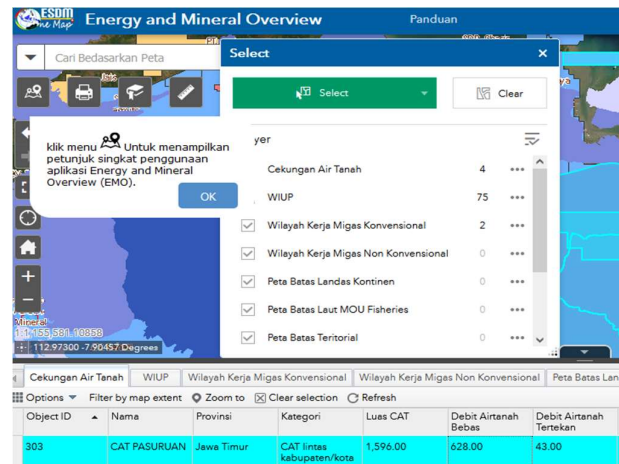 ESDM
One Map
Energy and Mineral Overview
Panduan
Cari Bedasarkan Peta
Select
Select
Clear
klik menu Untuk menampilkan
petunjuk singkat penggunaan
aplikasi Energy and Mineral
Overview (EMO).
OK
yer
Cekungan Air Tanah 4
WIUP 75
Wilayah Kerja Migas Konvensional 2
Wilayah Kerja Migas Non Konvensional 0
Peta Batas Landas Kontinen 0
Peta Batas Laut MOU Fisheries 0
Peta Batas Teritorial 0
Mineral
112.97300 -7.90457 Degrees
Cekungan Air Tanah WIUP Wilayah Kerja Migas Konvensional Wilayah Kerja Migas Non Konvensional Peta Batas Lan
Options Filter by map extent Zoom to Clear selection Refresh
Object ID Nama Provinsi Kategori Luas CAT Debit Airtanah Bebas Debit Airtanah Tertekan
303 CAT PASURUAN Jawa Timur CAT lintas kabupaten/kota 1,596.00 628.00 43.00